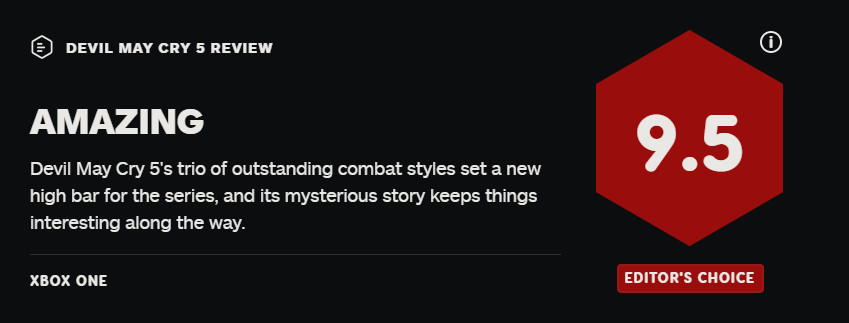 DEVIL MAY CRY 5 REVIEW
AMAZING
Devil May Cry 5's trio of outstanding combat styles set a new
high bar for the series, and its mysterious story keeps things
interesting along the way.
XBOX ONE
9.5
EDITOR'S CHOICE